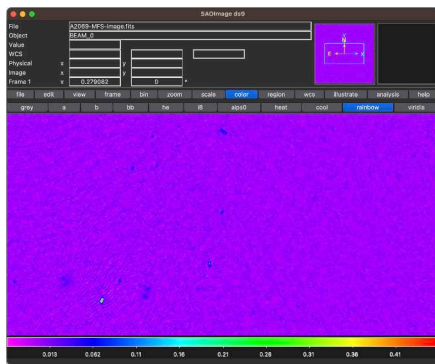 SAOImage ds9
File A2069-MFS-image.fits
Object BEAM_0
Value
WCS
Physical x y
Image x y
Frame 1 x 0.279082 0 °
file edit view frame bin zoom scale color region wcs illustrate analysis help
grey a b bb he i8 aips0 heat cool rainbow viridis
Y
N
E X
0.013 0.062 0.11 0.16 0.21 0.26 0.31 0.36 0.41